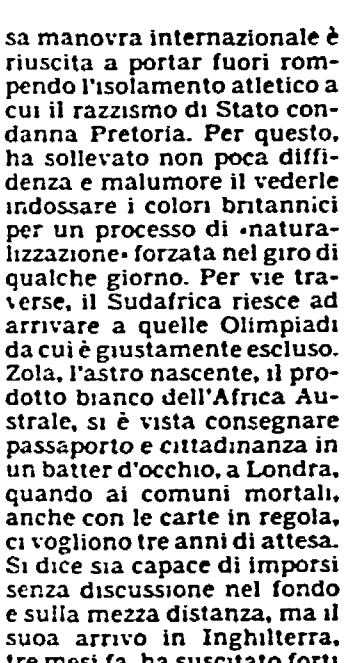 sa manovra internazionale è
riuscita a portar fuori rom-
pendo l'isolamento atletico a
cui il razzismo di Stato con-
danna Pretoria. Per questo,
ha sollevato non poca diffi-
denza e malumore il vederle
indossare i colori britannici
per un processo di «natura-
lizzazione» forzata nel giro di
qualche giorno. Per vie tra-
verse, il Sudafrica riesce ad
arrivare a quelle Olimpiadi
da cui è giustamente escluso.
Zola, l'astro nascente, il pro-
dotto bianco dell'Africa Au-
strale, si è vista consegnare
passaporto e cittadinanza in
un batter d'occhio, a Londra,
quando ai comuni mortali,
anche con le carte in regola,
ci vogliono tre anni di attesa.
Si dice sia capace di imporsi
senza discussione nel fondo
e sulla mezza distanza, ma il
suoa arrivo in Inghilterra,
tre mesi fa, ha suscitato forti